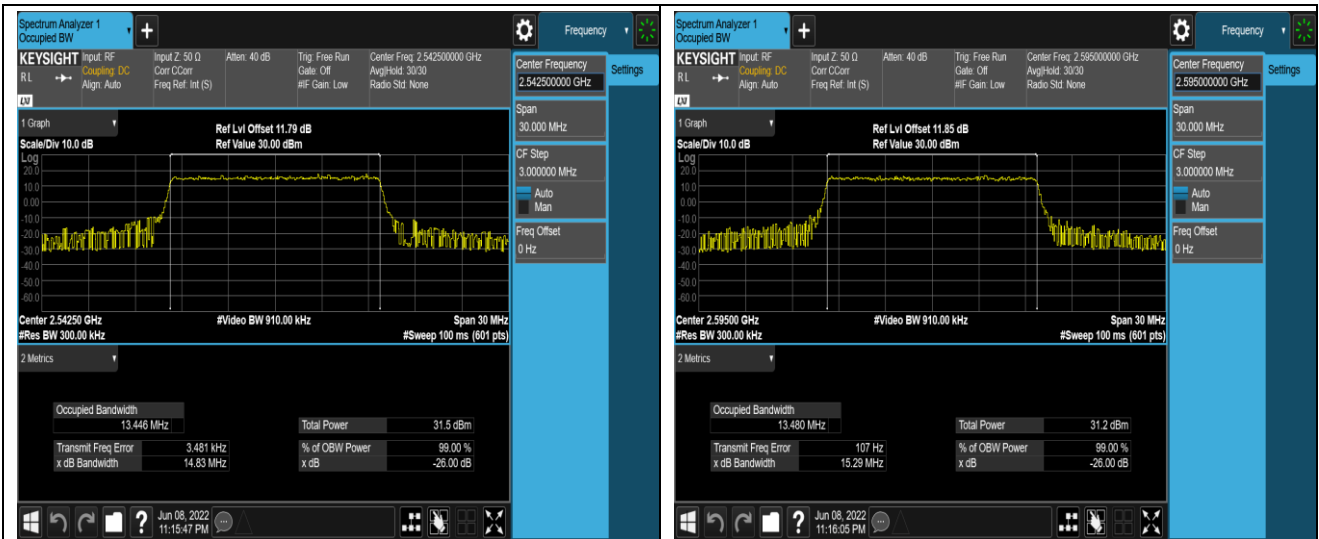 Spectrum Analyzer 1
Occupied BW
+
Frequency
KEYSIGHT
R L
LXI
Input: RF
Coupling: DC
Align: Auto
Input Z: 50 Ω
Corr CCorr
Freq Ref: Int (S)
Atten: 40 dB
Trig: Free Run
Gate: Off
#IF Gain: Low
Center Freq: 2.542500000 GHz
Avg|Hold: 30/30
Radio Std: None
Center Frequency
2.542500000 GHz
Settings
Span
30.000 MHz
CF Step
3.000000 MHz
Auto
Man
Freq Offset
0 Hz
1 Graph
Scale/Div 10.0 dB
Ref Lvl Offset 11.79 dB
Ref Value 30.00 dBm
Log
20.0
10.0
0.00
-10.0
-20.0
-30.0
-40.0
-50.0
-60.0
Center 2.54250 GHz
#Res BW 300.00 kHz
#Video BW 910.00 kHz
Span 30 MHz
#Sweep 100 ms (601 pts)
2 Metrics
Occupied Bandwidth
13.446 MHz
Total Power 31.5 dBm
Transmit Freq Error 3.481 kHz
% of OBW Power 99.00 %
x dB Bandwidth 14.83 MHz
x dB -26.00 dB
?
Jun 08, 2022
11:15:47 PM
Spectrum Analyzer 1
Occupied BW
+
Frequency
KEYSIGHT
R L
LXI
Input: RF
Coupling: DC
Align: Auto
Input Z: 50 Ω
Corr CCorr
Freq Ref: Int (S)
Atten: 40 dB
Trig: Free Run
Gate: Off
#IF Gain: Low
Center Freq: 2.595000000 GHz
Avg|Hold: 30/30
Radio Std: None
Center Frequency
2.595000000 GHz
Settings
Span
30.000 MHz
CF Step
3.000000 MHz
Auto
Man
Freq Offset
0 Hz
1 Graph
Scale/Div 10.0 dB
Ref Lvl Offset 11.85 dB
Ref Value 30.00 dBm
Log
20.0
10.0
0.00
-10.0
-20.0
-30.0
-40.0
-50.0
-60.0
Center 2.59500 GHz
#Res BW 300.00 kHz
#Video BW 910.00 kHz
Span 30 MHz
#Sweep 100 ms (601 pts)
2 Metrics
Occupied Bandwidth
13.480 MHz
Total Power 31.2 dBm
Transmit Freq Error 107 Hz
% of OBW Power 99.00 %
x dB Bandwidth 15.29 MHz
x dB -26.00 dB
?
Jun 08, 2022
11:16:05 PM